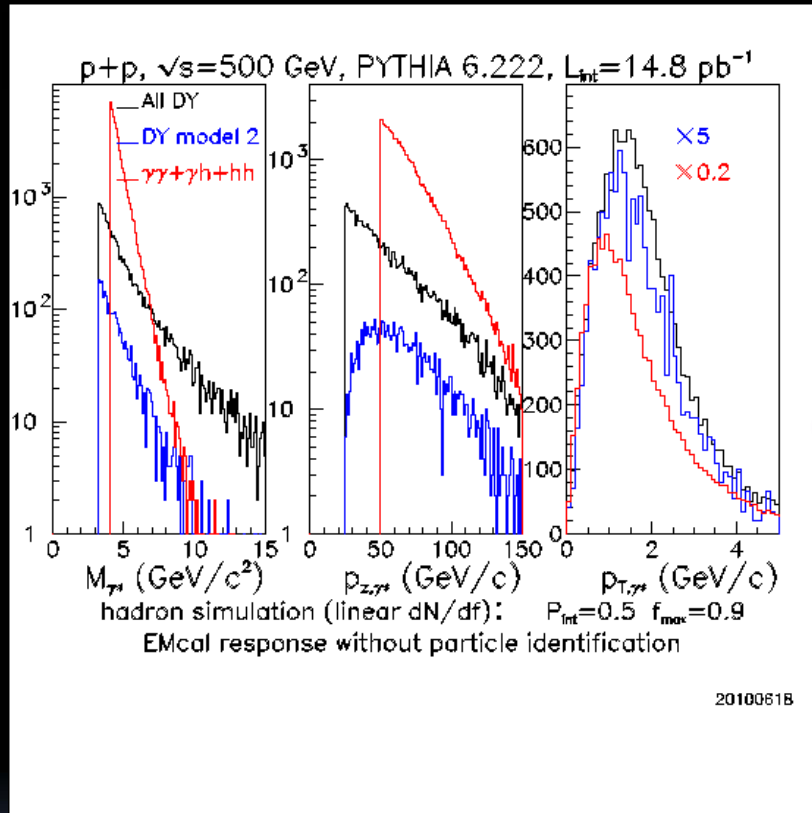 p+p, √s=500 GeV, PYTHIA 6.222, L_int=14.8 pb⁻¹
All DY
DY model 2
γγ+γh+hh
×5
×0.2
10³
10²
10
1
0 5 10 15
10³
10²
10
1
0 50 100 150
600
500
400
300
200
100
0
0 2 4
M_γ* (GeV/c²)
p_z,γ* (GeV/c)
p_T,γ* (GeV/c)
hadron simulation (linear dN/df): P_int=0.5 f_max=0.9
EMcal response without particle identification
20100618